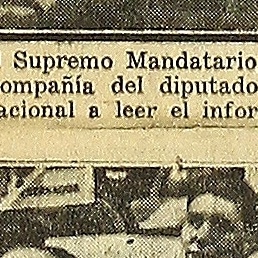 Supremo Mandatario
ompañía del diputado
acional a leer el infor